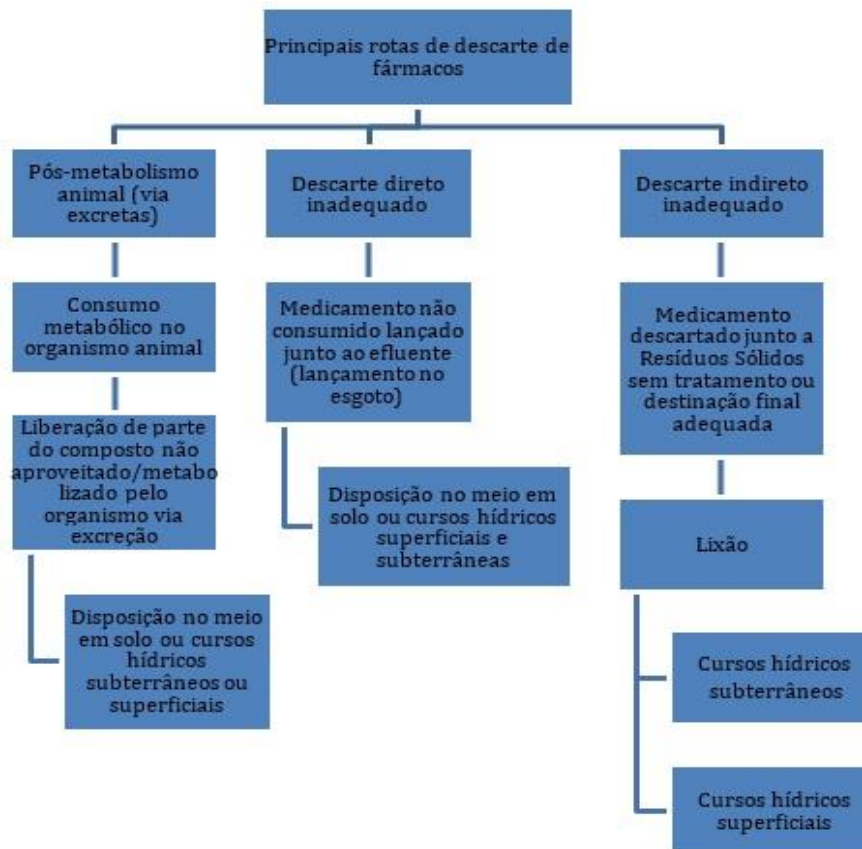 Principais rotas de descarte de
fármacos
Pós-metabolismo
animal (via
excretas)
Consumo
metabólico no
organismo animal
Liberação de parte
do composto não
aproveitado/metabo
lizado pelo
organismo via
excreção
Disposição no meio
em solo ou cursos
hídricos
subterrâneos ou
superficiais
Descarte direto
inadequado
Medicamento não
consumido lançado
junto ao efluente
(lançamento no
esgoto)
Disposição no meio em
solo ou cursos hídricos
superficiais e
subterrâneas
Descarte indireto
inadequado
Medicamento
descartado junto a
Resíduos Sólidos
sem tratamento ou
destinação final
adequada
Lixão
Cursos hídricos
subterrâneos
Cursos hídricos
superficiais